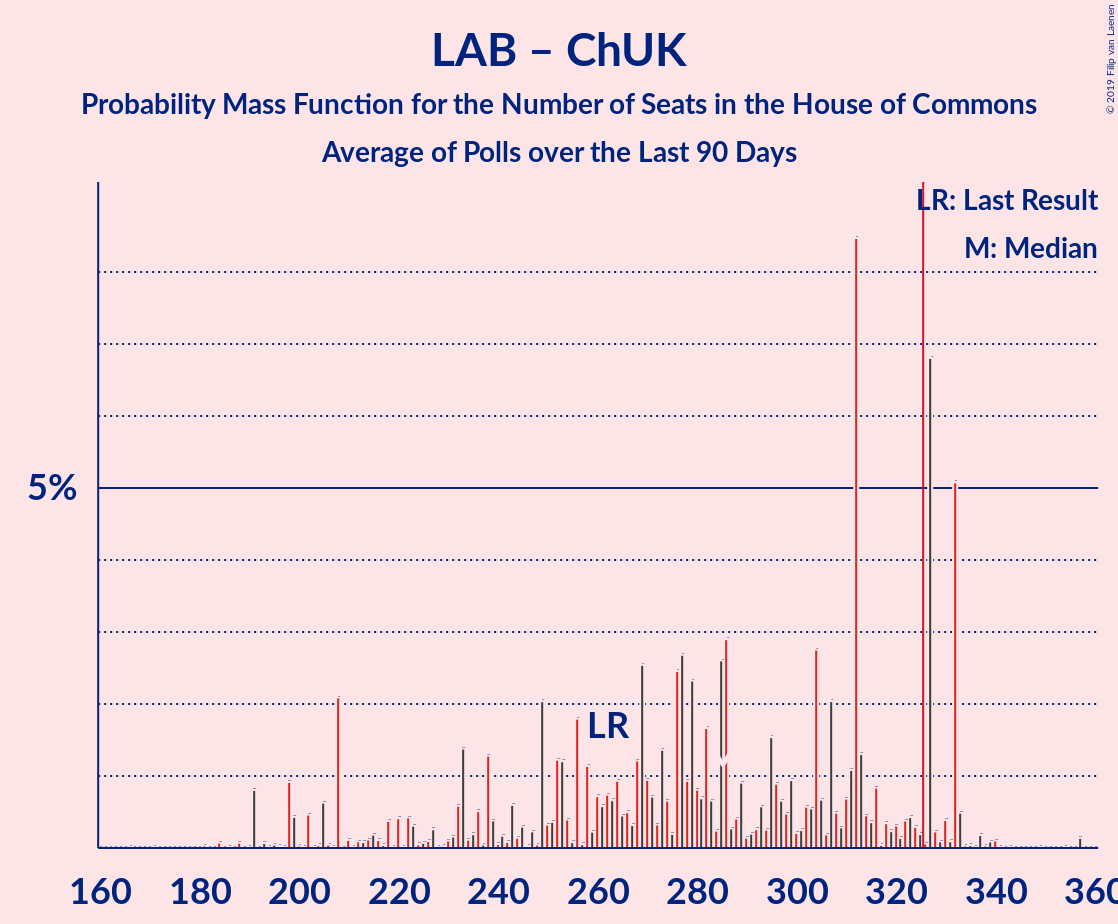 LAB – ChUK
Probability Mass Function for the Number of Seats in the House of Commons
Average of Polls over the Last 90 Days
© 2019 Filip van Laenen
LR: Last Result
M: Median
5%
LR
160 180 200 220 240 260 280 300 320 340 360